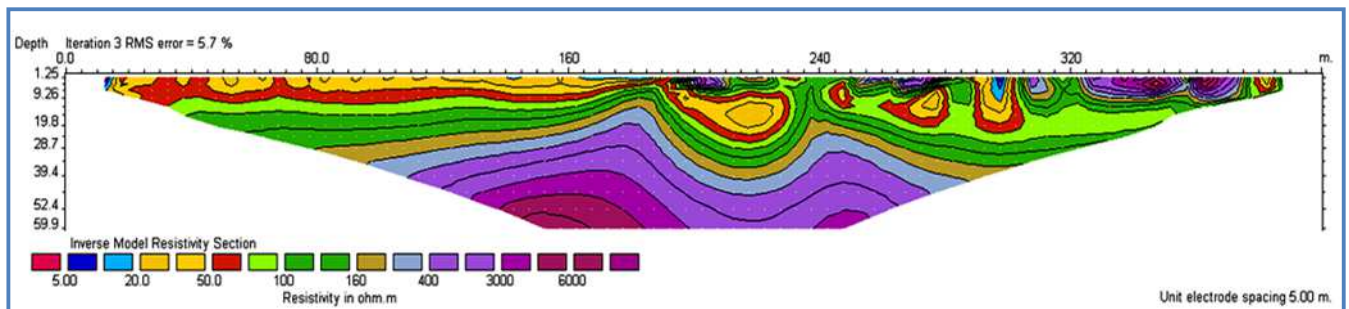 Depth Iteration 3 RMS error = 5.7 %
0.0 80.0 160 240 320 m.
1.25
9.26
19.8
28.7
39.4
52.4
59.9
Inverse Model Resistivity Section
5.00 20.0 50.0 100 160 400 3000 6000
Resistivity in ohm.m
Unit electrode spacing 5.00 m.